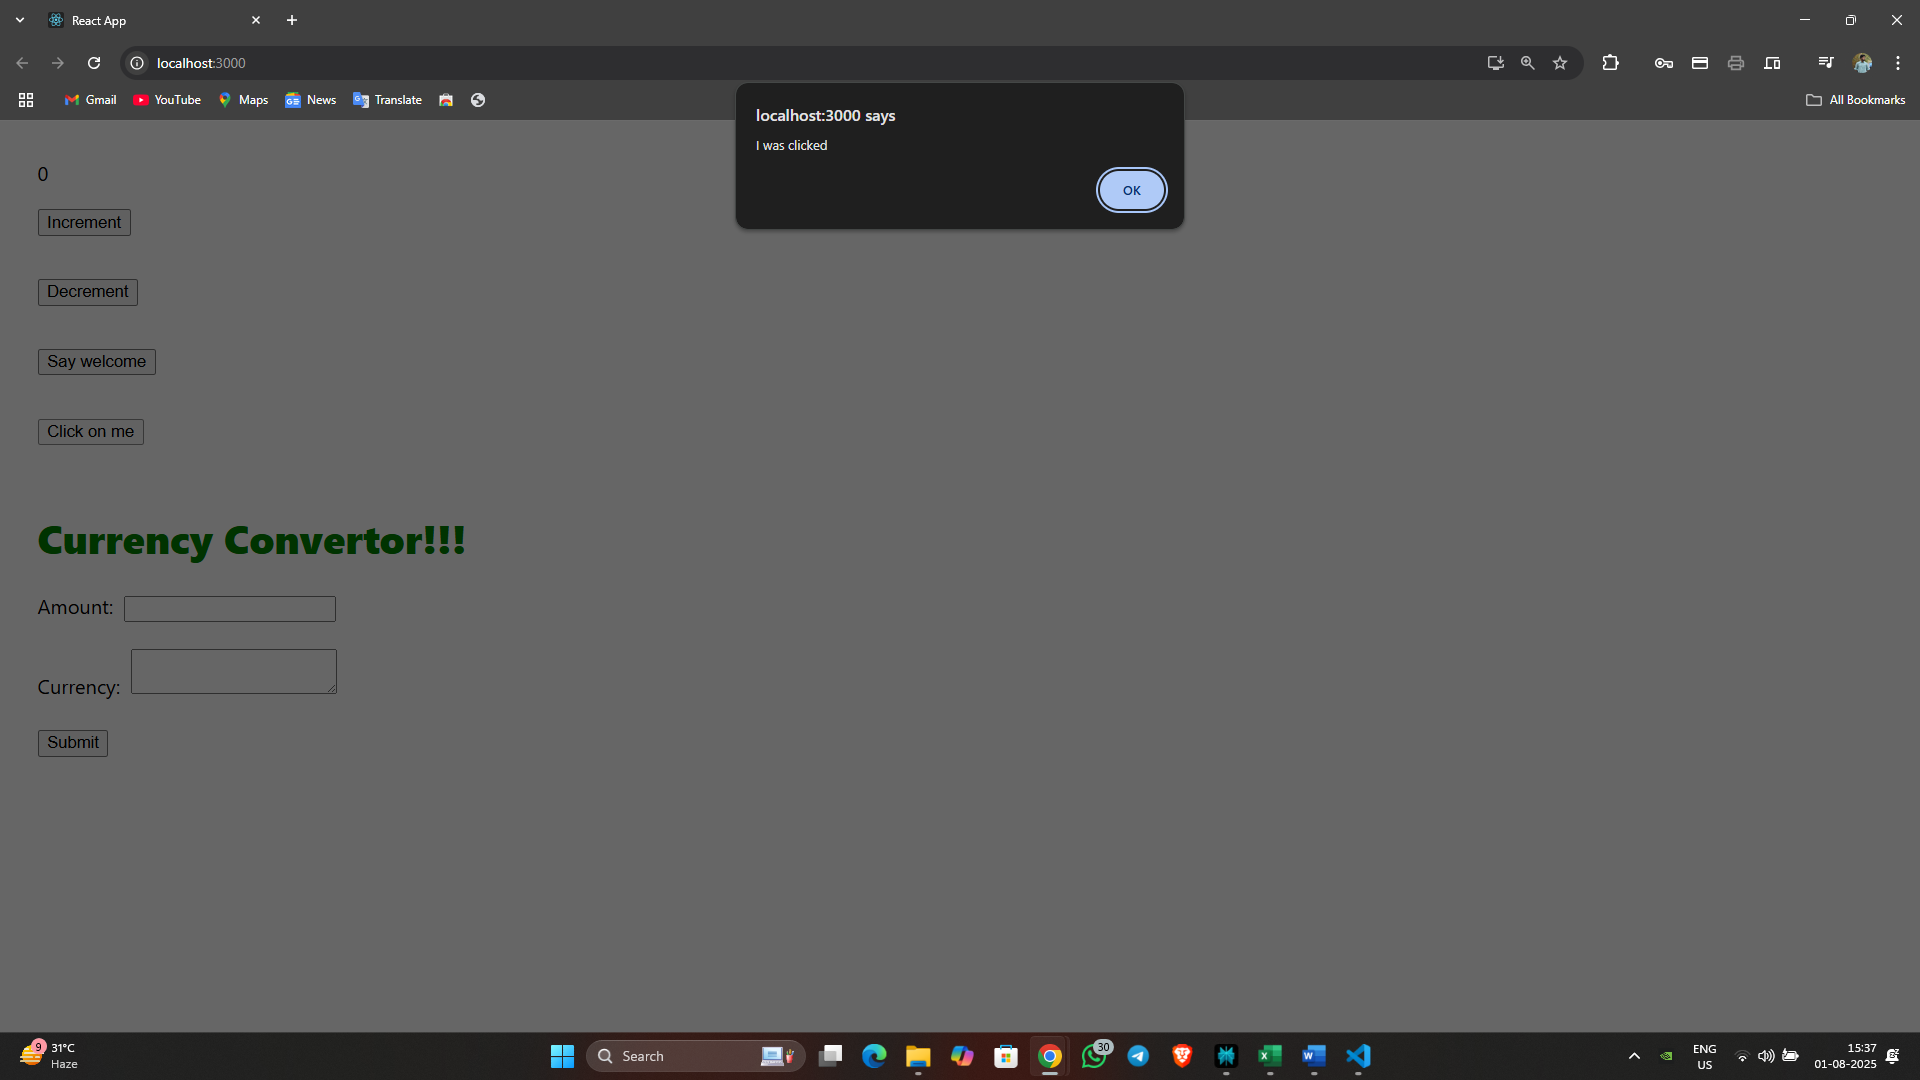 React App
localhost:3000
Gmail
YouTube
Maps
News
Translate
All Bookmarks
localhost:3000 says
I was clicked
OK
0
Increment
Decrement
Say welcome
Click on me
Currency Convertor!!!
Amount:
Currency:
Submit
9
31°C
Haze
Search
30
ENG
US
15:37
01-08-2025